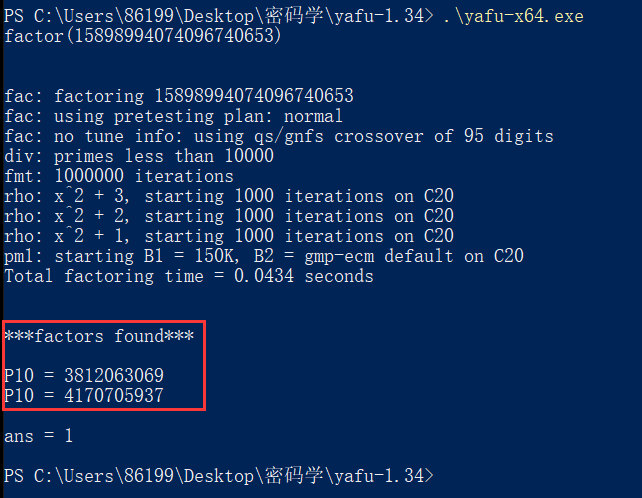 PS C:\Users\86199\Desktop\密码学\yafu-1.34> .\yafu-x64.exe
factor(15898994074096740653)
fac: factoring 15898994074096740653
fac: using pretesting plan: normal
fac: no tune info: using qs/gnfs crossover of 95 digits
div: primes less than 10000
fmt: 1000000 iterations
rho: x^2 + 3, starting 1000 iterations on C20
rho: x^2 + 2, starting 1000 iterations on C20
rho: x^2 + 1, starting 1000 iterations on C20
pm1: starting B1 = 150K, B2 = gmp-ecm default on C20
Total factoring time = 0.0434 seconds
***factors found***
P10 = 3812063069
P10 = 4170705937
ans = 1
PS C:\Users\86199\Desktop\密码学\yafu-1.34>